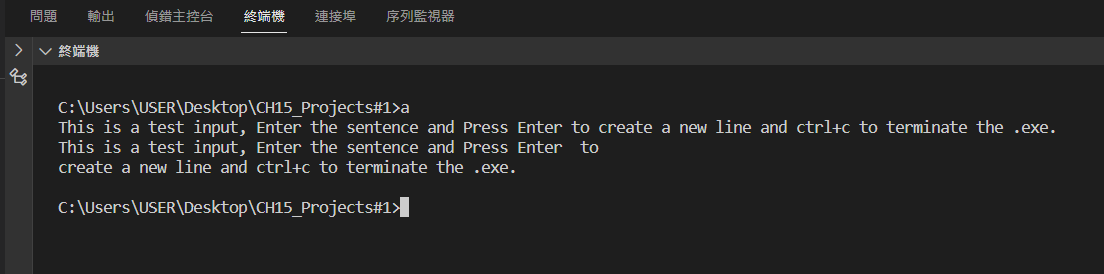 問題 輸出 偵錯主控台 終端機 連接埠 序列監視器
終端機
C:\Users\USER\Desktop\CH15_Projects#1>a
This is a test input, Enter the sentence and Press Enter to create a new line and ctrl+c to terminate the .exe.
This is a test input, Enter the sentence and Press Enter  to
create a new line and ctrl+c to terminate the .exe.
C:\Users\USER\Desktop\CH15_Projects#1>